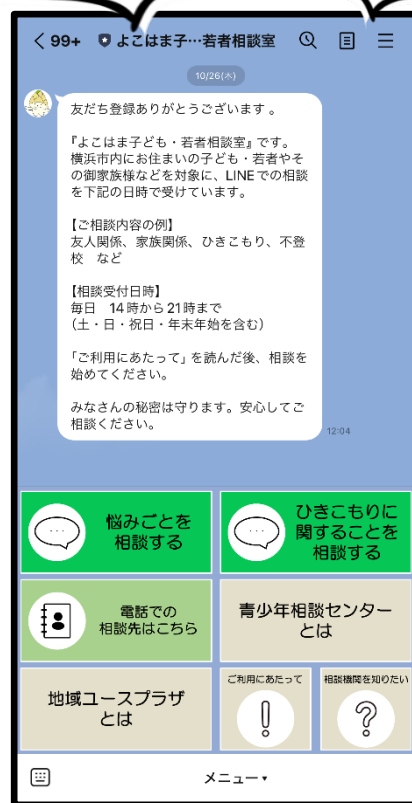 99+ よこはま子…若者相談室
10/26(木)
友だち登録ありがとうございます。
『よこはま子ども・若者相談室』です。
横浜市内にお住まいの子ども・若者やそ
の御家族様などを対象に、LINEでの相談
を下記の日時で受けています。
【ご相談内容の例】
友人関係、家族関係、ひきこもり、不登
校　など
【相談受付日時】
毎日　14時から21時まで
(土・日・祝日・年末年始を含む)
「ご利用にあたって」を読んだ後、相談を
始めてください。
みなさんの秘密は守ります。安心してご
相談ください。
12:04
悩みごとを
相談する
ひきこもりに
関することを
相談する
電話での
相談先はこちら
青少年相談センター
とは
地域ユースプラザ
とは
ご利用にあたって
相談機関を知りたい
メニュー▾